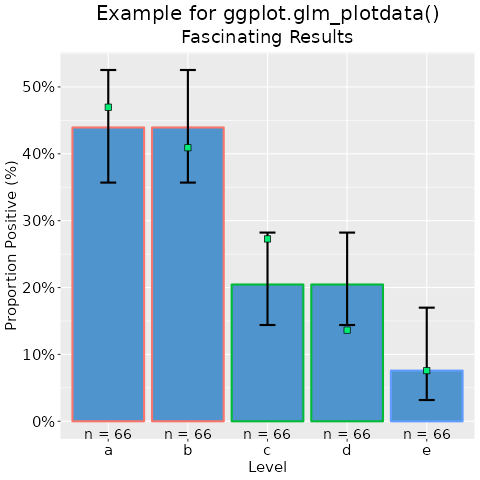 Example for ggplot.glm_plotdata()
Fascinating Results
Proportion Positive (%)
50%
40%
30%
20%
10%
0%
n = 66 n = 66 n = 66 n = 66 n = 66
a b c d e
Level